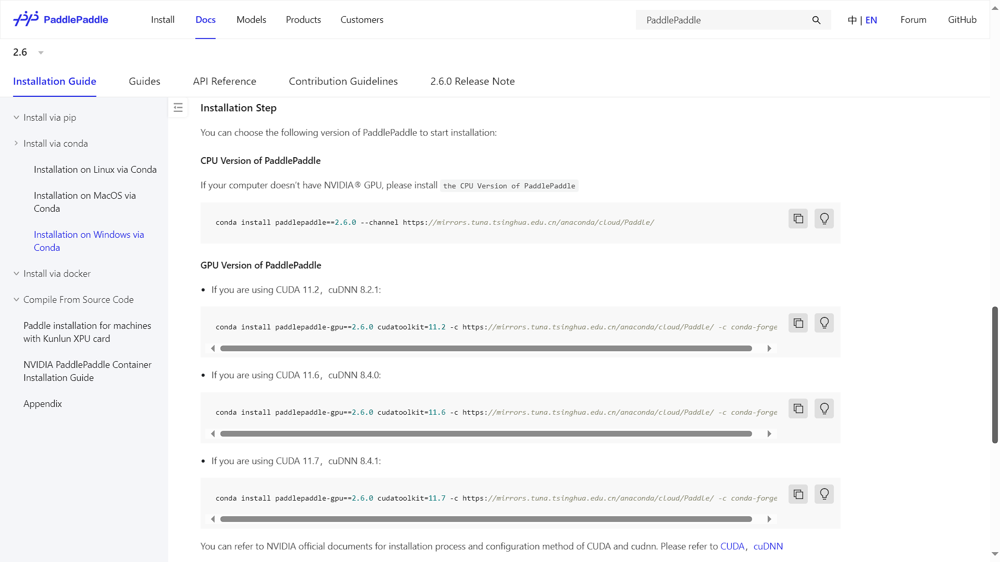 PaddlePaddle
Install
Docs
Models
Products
Customers
PaddlePaddle
中 | EN
Forum
GitHub
2.6
Installation Guide
Guides
API Reference
Contribution Guidelines
2.6.0 Release Note
Install via pip
Install via conda
Installation on Linux via Conda
Installation on MacOS via
Conda
Installation on Windows via
Conda
Install via docker
Compile From Source Code
Paddle installation for machines
with Kunlun XPU card
NVIDIA PaddlePaddle Container
Installation Guide
Appendix
Installation Step
You can choose the following version of PaddlePaddle to start installation:
CPU Version of PaddlePaddle
If your computer doesn’t have NVIDIA® GPU, please install the CPU Version of PaddlePaddle
conda install paddlepaddle==2.6.0 --channel https://mirrors.tuna.tsinghua.edu.cn/anaconda/cloud/Paddle/
GPU Version of PaddlePaddle
• If you are using CUDA 11.2，cuDNN 8.2.1:
conda install paddlepaddle-gpu==2.6.0 cudatoolkit=11.2 -c https://mirrors.tuna.tsinghua.edu.cn/anaconda/cloud/Paddle/ -c conda-forge
• If you are using CUDA 11.6，cuDNN 8.4.0:
conda install paddlepaddle-gpu==2.6.0 cudatoolkit=11.6 -c https://mirrors.tuna.tsinghua.edu.cn/anaconda/cloud/Paddle/ -c conda-forge
• If you are using CUDA 11.7，cuDNN 8.4.1:
conda install paddlepaddle-gpu==2.6.0 cudatoolkit=11.7 -c https://mirrors.tuna.tsinghua.edu.cn/anaconda/cloud/Paddle/ -c conda-forge
You can refer to NVIDIA official documents for installation process and configuration method of CUDA and cudnn. Please refer to CUDA，cuDNN